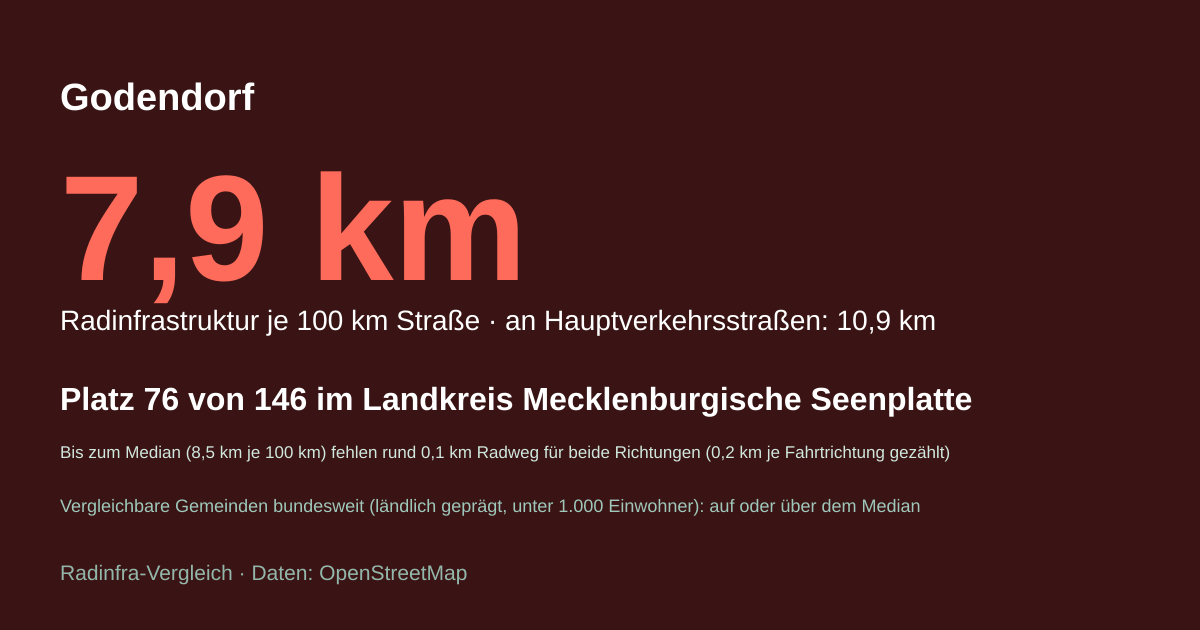 Godendorf
7,9 km
Radinfrastruktur je 100 km Straße · an Hauptverkehrsstraßen: 10,9 km
Platz 76 von 146 im Landkreis Mecklenburgische Seenplatte
Bis zum Median (8,5 km je 100 km) fehlen rund 0,1 km Radweg für beide Richtungen (0,2 km je Fahrtrichtung gezählt)
Vergleichbare Gemeinden bundesweit (ländlich geprägt, unter 1.000 Einwohner): auf oder über dem Median
Radinfra-Vergleich · Daten: OpenStreetMap